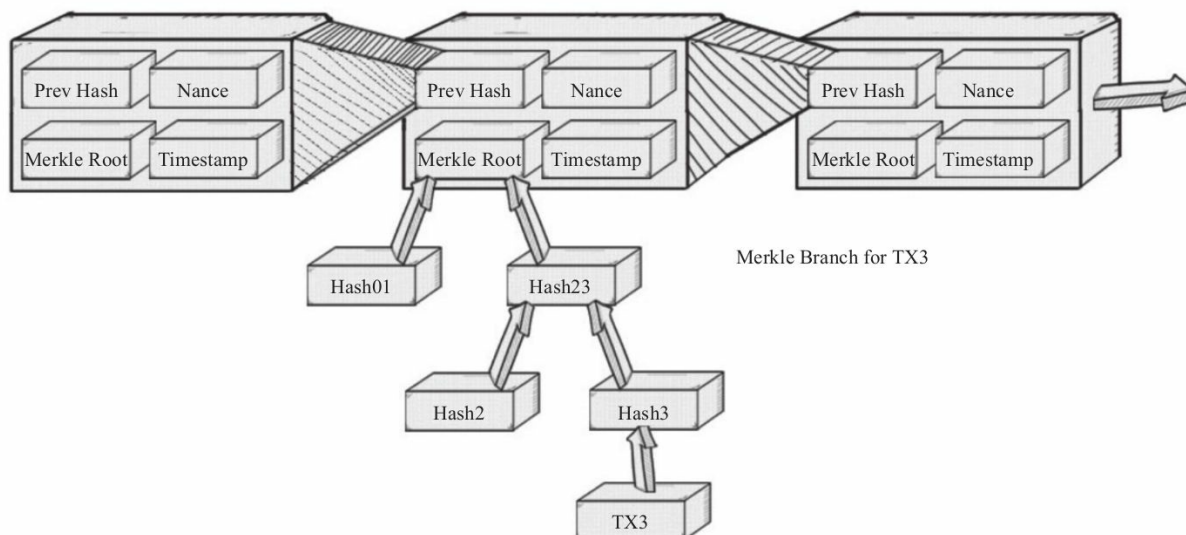 Prev Hash Nance Prev Hash Nance Prev Hash Nance
Merkle Root Timestamp Merkle Root Timestamp Merkle Root Timestamp
Merkle Branch for TX3
Hash01 Hash23
Hash2 Hash3
TX3